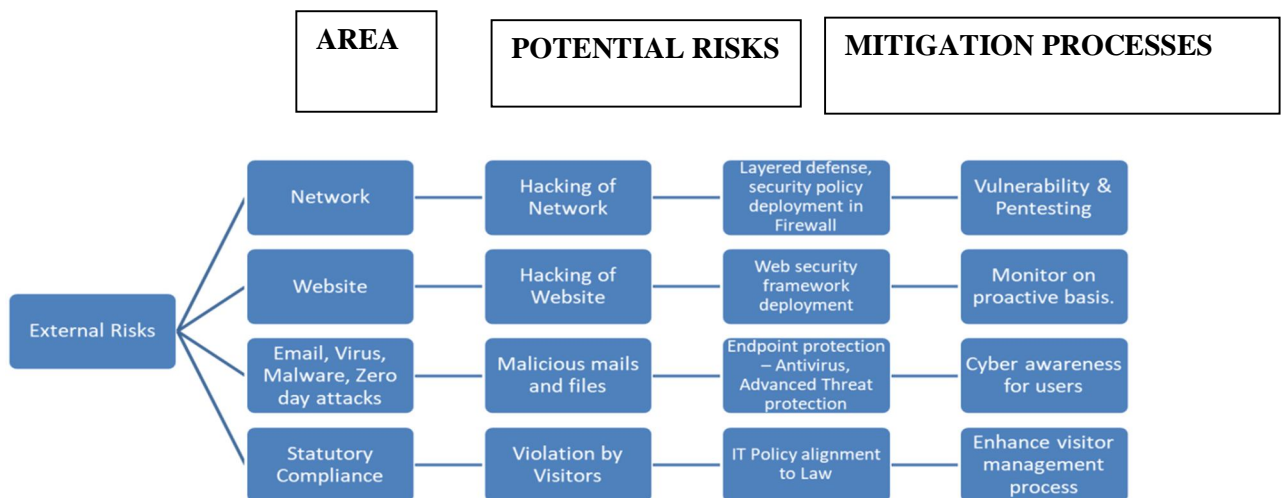 AREA
POTENTIAL RISKS
MITIGATION PROCESSES
External Risks
Network
Hacking of
Network
Layered defense,
security policy
deployment in
Firewall
Vulnerability &
Pentesting
Website
Hacking of
Website
Web security
framework
deployment
Monitor on
proactive basis.
Email, Virus,
Malware, Zero
day attacks
Malicious mails
and files
Endpoint protection
– Antivirus,
Advanced Threat
protection
Cyber awareness
for users
Statutory
Compliance
Violation by
Visitors
IT Policy alignment
to Law
Enhance visitor
management
process